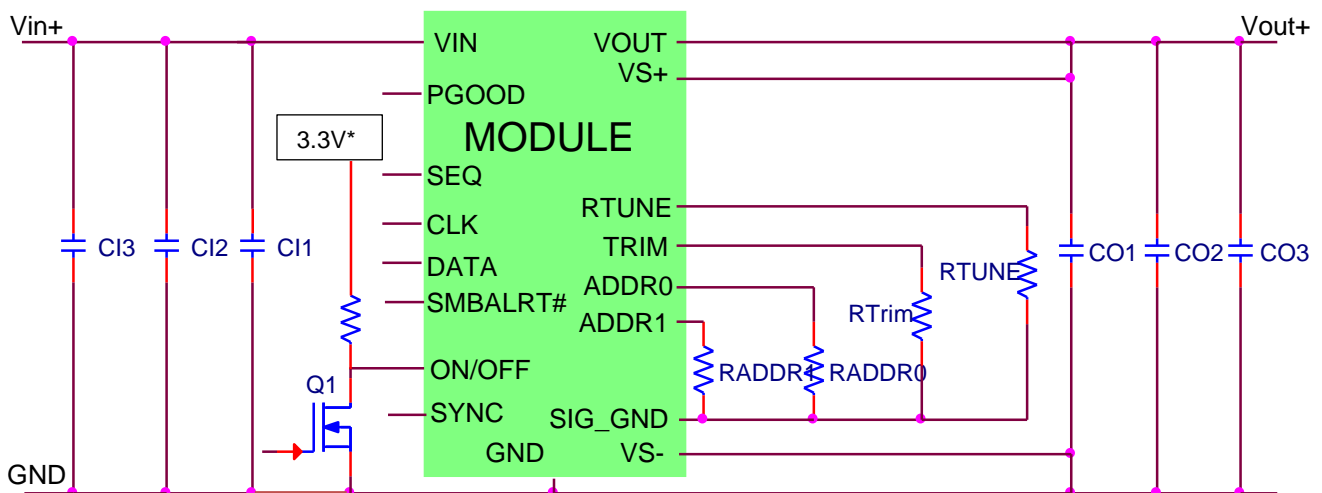 Vin+
Vout+
VIN
VOUT
VS+
PGOOD
3.3V*
MODULE
SEQ
RTUNE
CLK
TRIM
CI3
CI2
CI1
CO1
CO2
CO3
DATA
RTUNE
ADDR0
SMBALRT#
RTrim
ADDR1
ON/OFF
RADDR1
RADDR0
Q1
SYNC
SIG_GND
GND
VS-
GND